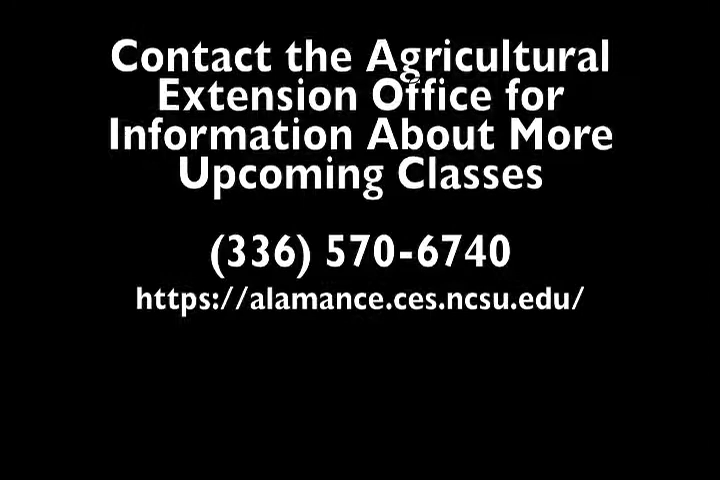 Contact the Agricultural
Extension Office for
Information About More
Upcoming Classes
(336) 570-6740
https://alamance.ces.ncsu.edu/